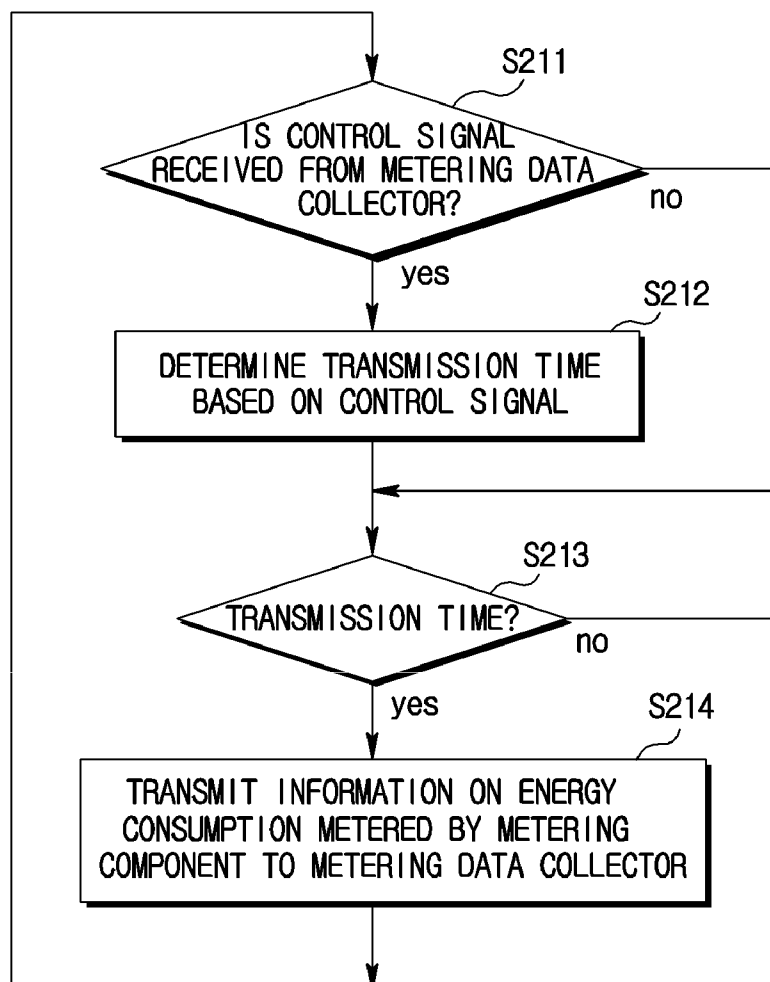 S211
IS CONTROL SIGNAL
RECEIVED FROM METERING DATA
COLLECTOR?
no
yes
S212
DETERMINE TRANSMISSION TIME
BASED ON CONTROL SIGNAL
S213
TRANSMISSION TIME?
no
yes
S214
TRANSMIT INFORMATION ON ENERGY
CONSUMPTION METERED BY METERING
COMPONENT TO METERING DATA COLLECTOR